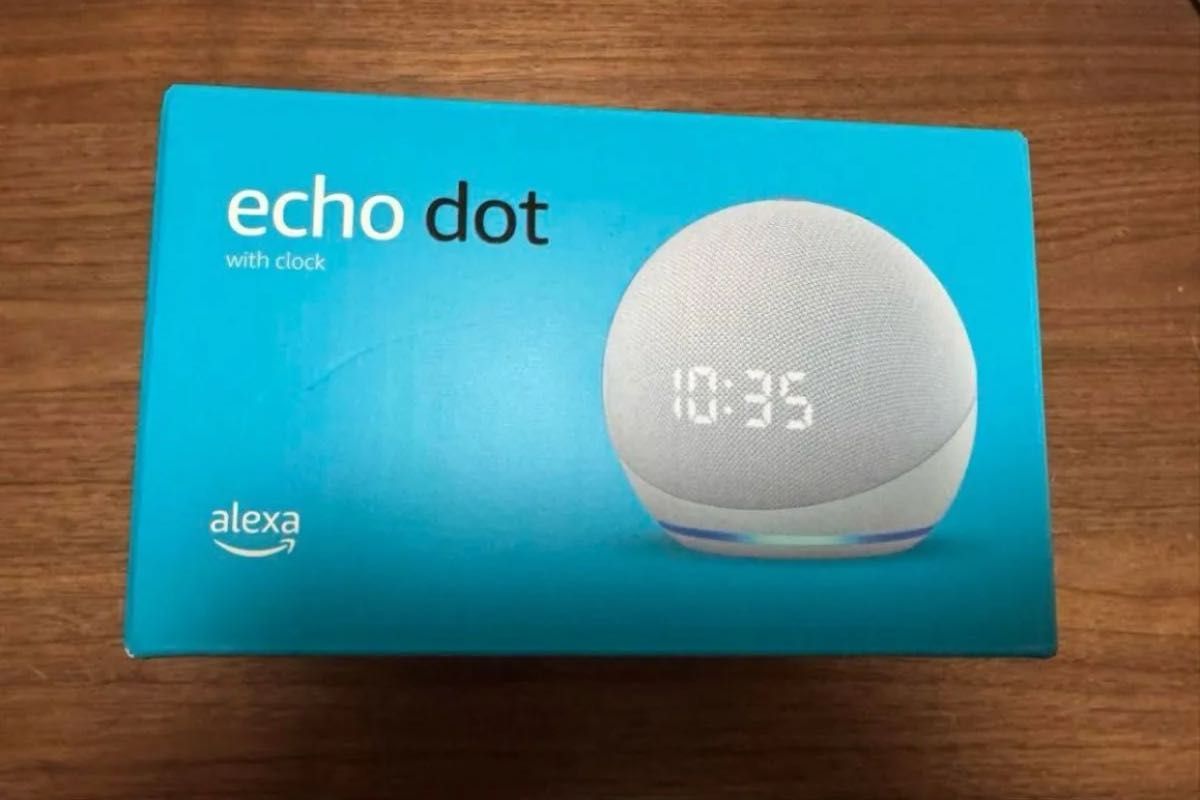 echo dot
with clock
10:35
alexa